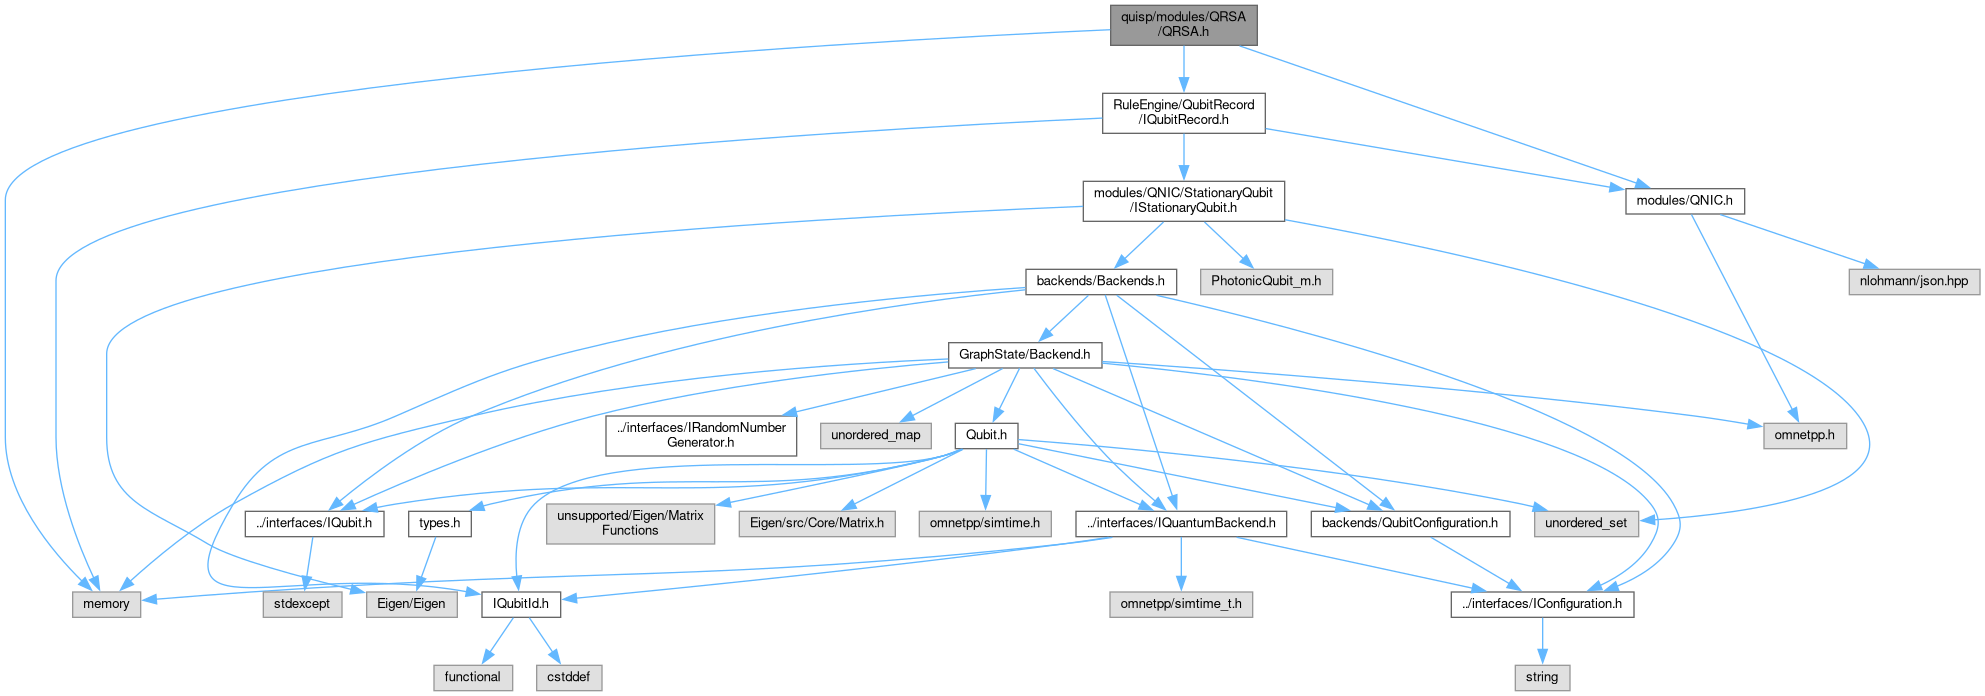 quisp/modules/QRSA
/QRSA.h
RuleEngine/QubitRecord
/IQubitRecord.h
modules/QNIC/StationaryQubit
/IStationaryQubit.h
modules/QNIC.h
backends/Backends.h
PhotonicQubit_m.h
nlohmann/json.hpp
GraphState/Backend.h
../interfaces/IRandomNumber
Generator.h
unordered_map
Qubit.h
omnetpp.h
../interfaces/IQubit.h
types.h
unsupported/Eigen/Matrix
Functions
Eigen/src/Core/Matrix.h
omnetpp/simtime.h
../interfaces/IQuantumBackend.h
backends/QubitConfiguration.h
unordered_set
memory
stdexcept
Eigen/Eigen
IQubitId.h
omnetpp/simtime_t.h
../interfaces/IConfiguration.h
functional
cstddef
string